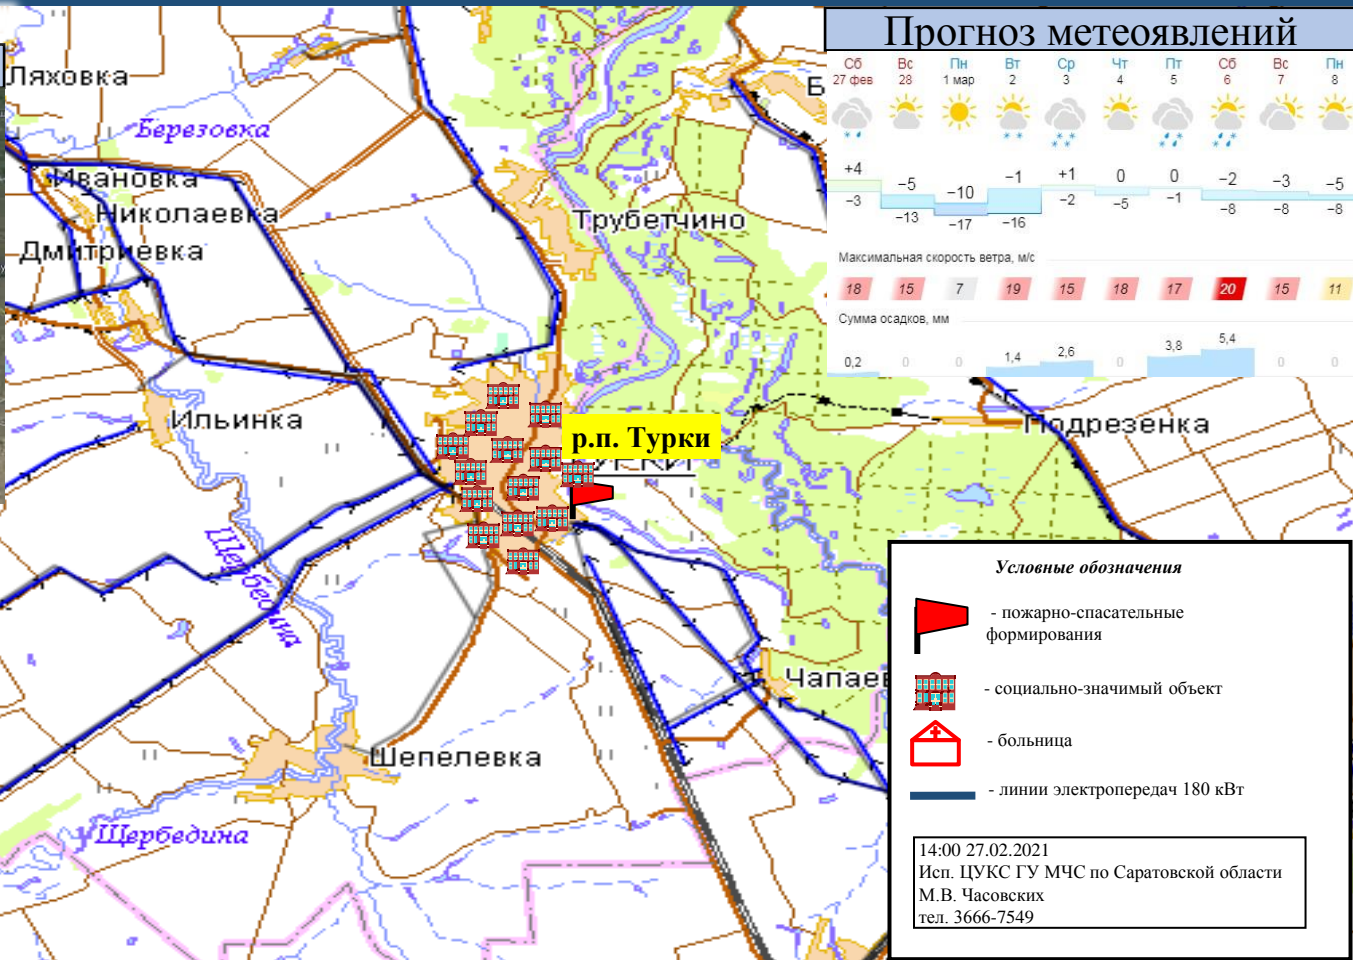 Прогноз метеоявлений
Сб Вс Пн Вт Ср Чт Пт Сб Вс Пн
27 фев 28 1 мар 2 3 4 5 6 7 8
+4 −5 −10 −1 +1 0 0 −2 −3 −5
−3 −13 −17 −16 −2 −5 −1 −8 −8 −8
Максимальная скорость ветра, м/с
18 15 7 19 15 18 17 20 15 11
Сумма осадков, мм
0,2 0 0 1,4 2,6 0 3,8 5,4 0 0
Ляховка
Березовка
Ивановка
Николаевка
Дмитриевка
Трубетчино
Ильинка
р.п. Турки
Подрезенка
Щербедина
Чапаев
Шепелевка
Щербедина
Условные обозначения
- пожарно-спасательные
формирования
- социально-значимый объект
- больница
- линии электропередач 180 кВт
14:00 27.02.2021
Исп. ЦУКС ГУ МЧС по Саратовской области
М.В. Часовских
тел. 3666-7549